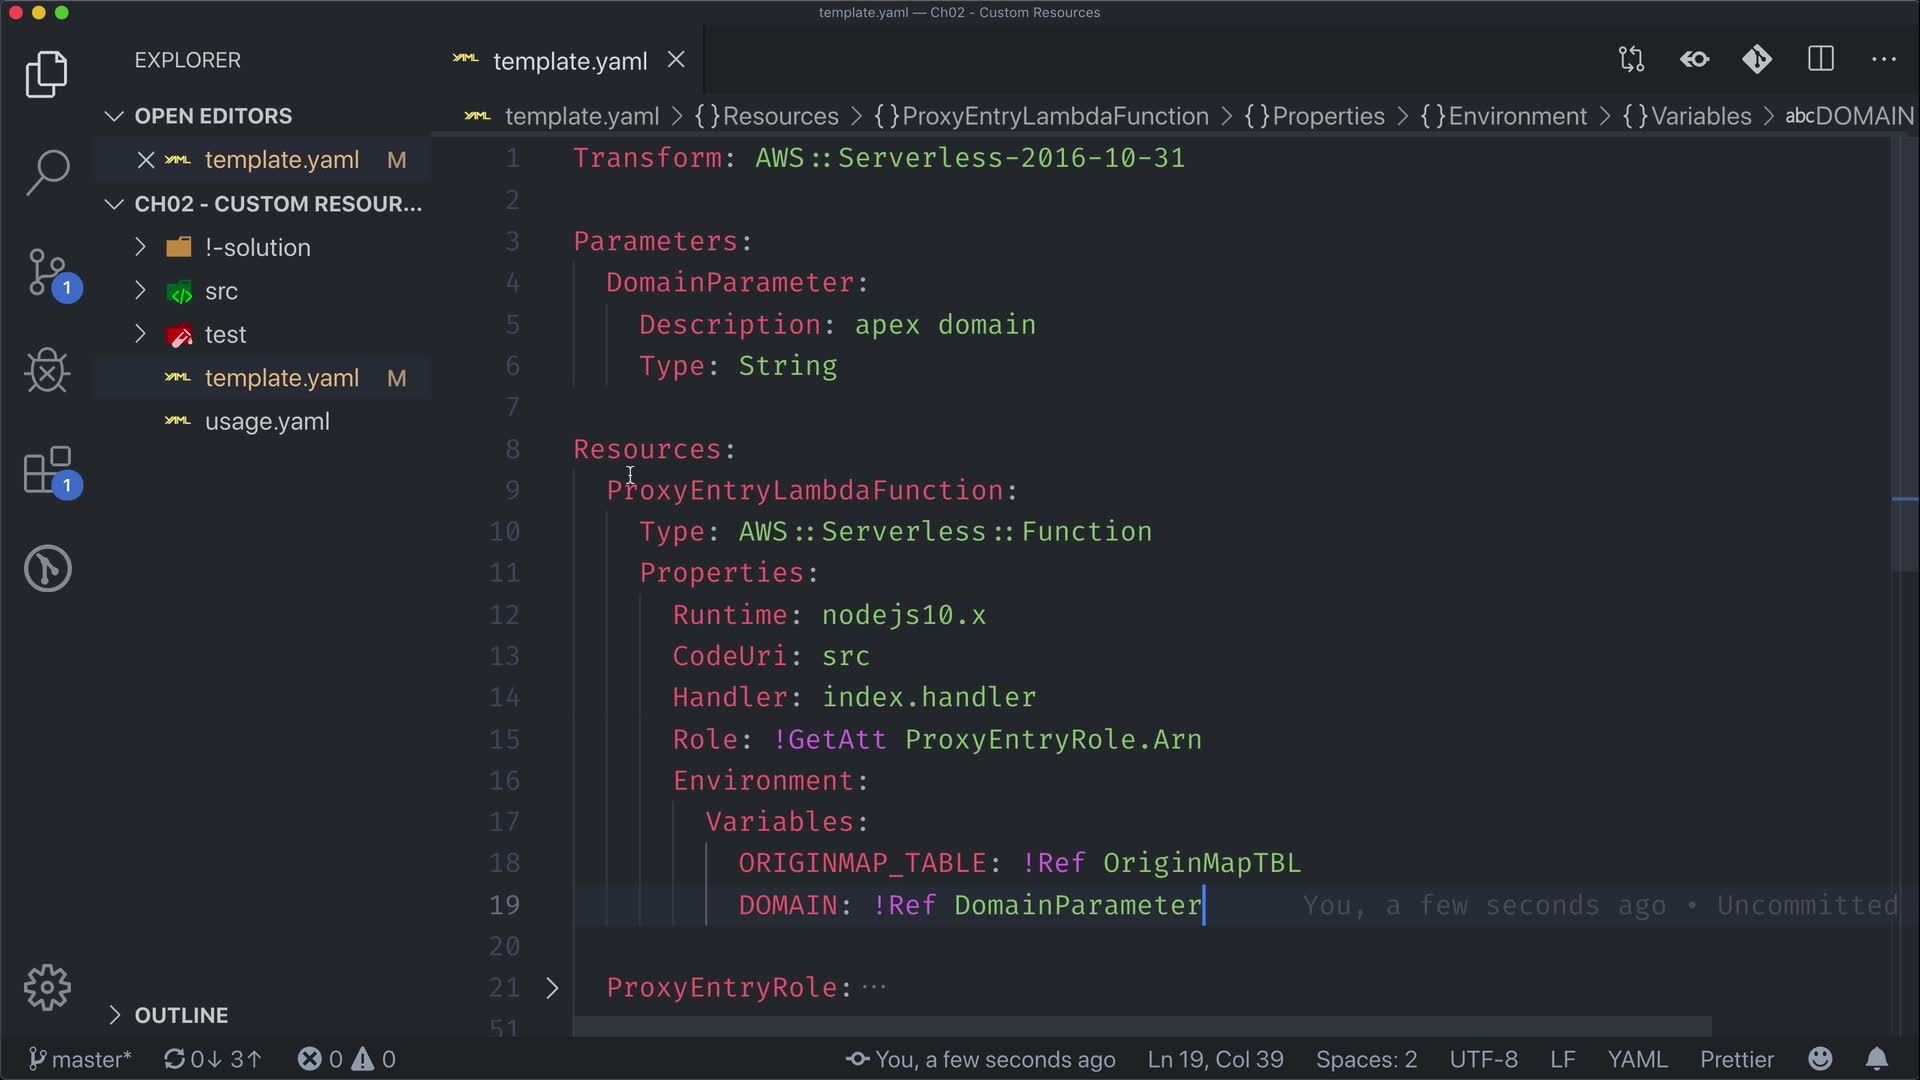 template.yaml — Ch02 - Custom Resources
EXPLORER
OPEN EDITORS
template.yaml M
CH02 - CUSTOM RESOUR...
!-solution
src
test
template.yaml M
usage.yaml
OUTLINE
1
1
YAML template.yaml
YAML template.yaml > {}Resources > {}ProxyEntryLambdaFunction > {}Properties > {}Environment > {}Variables > abcDOMAIN
1 Transform: AWS::Serverless-2016-10-31
2
3 Parameters:
4 DomainParameter:
5 Description: apex domain
6 Type: String
7
8 Resources:
9 ProxyEntryLambdaFunction:
10 Type: AWS::Serverless::Function
11 Properties:
12 Runtime: nodejs10.x
13 CodeUri: src
14 Handler: index.handler
15 Role: !GetAtt ProxyEntryRole.Arn
16 Environment:
17 Variables:
18 ORIGINMAP_TABLE: !Ref OriginMapTBL
19 DOMAIN: !Ref DomainParameter You, a few seconds ago • Uncommitted
20
21 ProxyEntryRole:···
51
master* 0↓ 3↑ 0 0 You, a few seconds ago Ln 19, Col 39 Spaces: 2 UTF-8 LF YAML Prettier